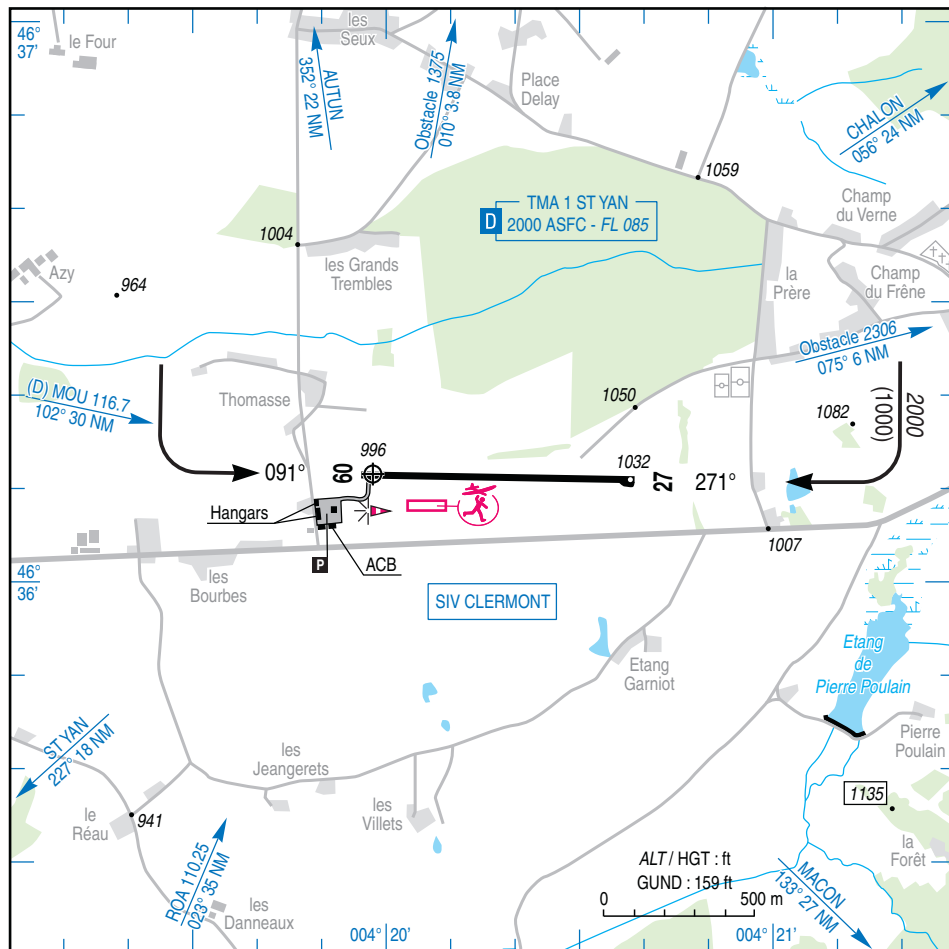 46°
37'
le Four
les
Seux
AUTUN
352° 22 NM
Obstacle 1375
010° 3.8 NM
Place
Delay
CHALON
056° 24 NM
1059
TMA 1 ST YAN
D
2000 ASFC - FL 085
Champ
du Verne
1004
les Grands
Trembles
Azy
964
la
Prère
Champ
du Frêne
Obstacle 2306
075° 6 NM
(D) MOU 116.7
102° 30 NM
Thomasse
1050
1082
2000
(1000)
996
1032
091°
09
27
271°
Hangars
P
ACB
1007
46°
36'
les
Bourbes
SIV CLERMONT
Etang
Garniot
Etang
de
Pierre Poulain
Pierre
Poulain
ST YAN
227° 18 NM
les
Jeangerets
les
Villets
1135
le
Réau
941
la
Forêt
ROA 110.25
023° 35 NM
ALT / HGT : ft
GUND : 159 ft
0
500 m
MACON
133° 27 NM
les
Danneaux
004° 20'
004° 21'